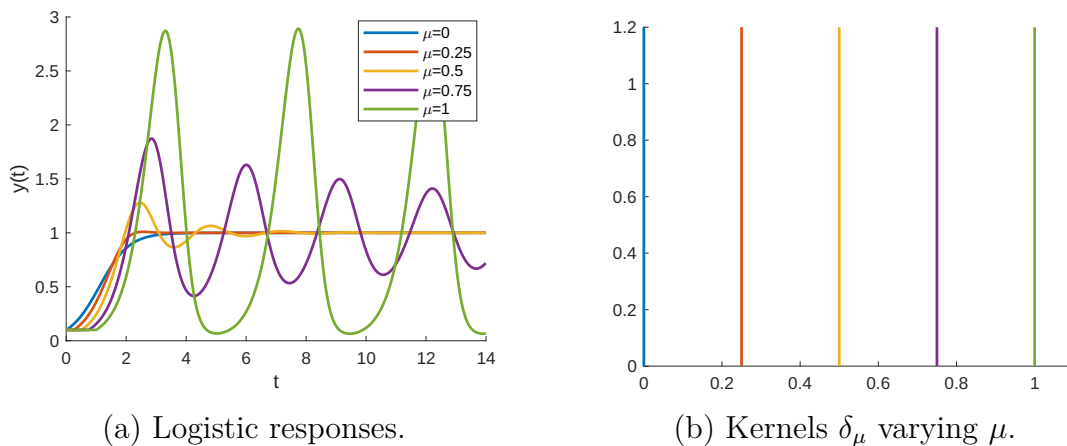 3
2.5
2
1.5
1
0.5
0
y(t)
0 2 4 6 8 10 12 14
t
μ=0
μ=0.25
μ=0.5
μ=0.75
μ=1
1.2
1
0.8
0.6
0.4
0.2
0
0 0.2 0.4 0.6 0.8 1
(a) Logistic responses.
(b) Kernels δμ varying μ.